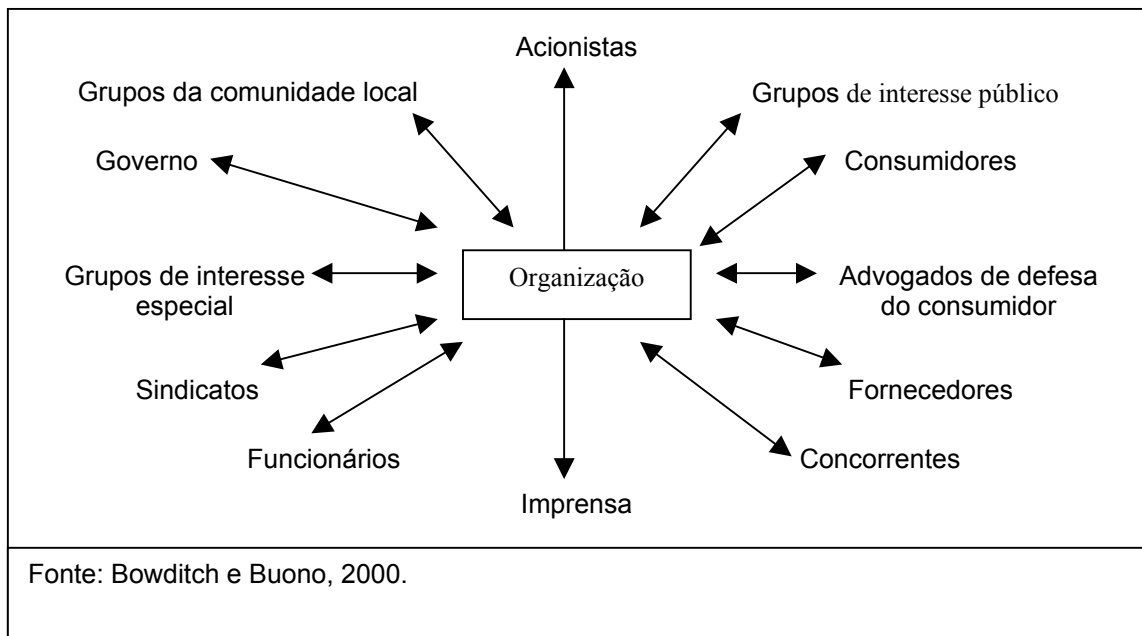 Acionistas
Grupos da comunidade local
Grupos de interesse público
Governo
Consumidores
Grupos de interesse
especial
Organização
Advogados de defesa
do consumidor
Sindicatos
Fornecedores
Funcionários
Concorrentes
Imprensa
Fonte: Bowditch e Buono, 2000.